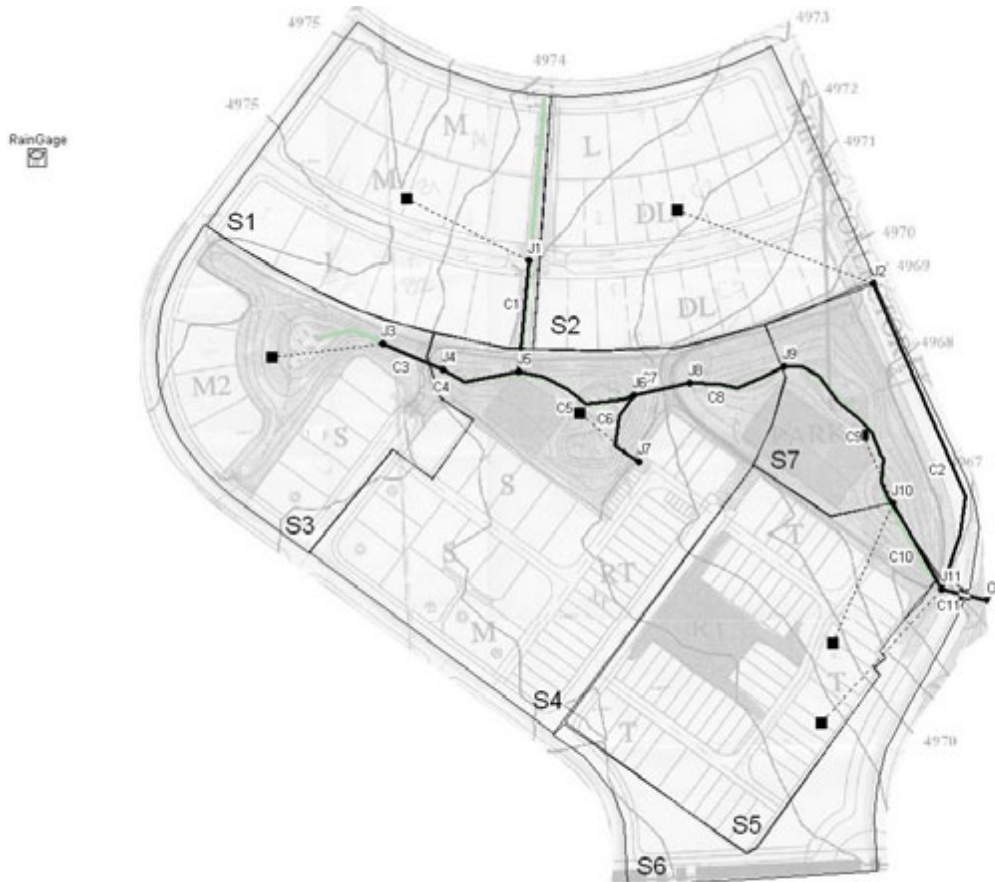 4975
4973
4974
4972
4975
4971
RainGage
M
L
M
DL
S1
4970
J1
4969
J2
DL
C1
S2
J3
4968
J4
J5
J9
C3
C4
J8
C7
J6
C8
M2
C5
C6
C9
PARK
S
J7
S7
C2
S
J10
S3
T
C10
S
RT
J11
C11
O
M
S4
T
T
4970
S5
S6